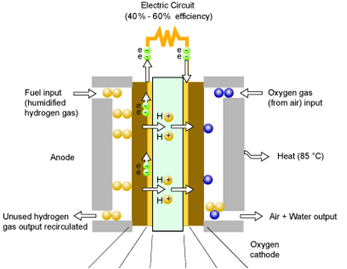 Electric Circuit
(40% - 60% efficiency)
e
e
e
e
Fuel input
(humidified
hydrogen gas)
Oxygen gas
(from air) input
e
e
H +
H +
Anode
Heat (85 °C)
e
e
H +
H +
Unused hydrogen
gas output recirculated
Air + Water output
Oxygen
cathode